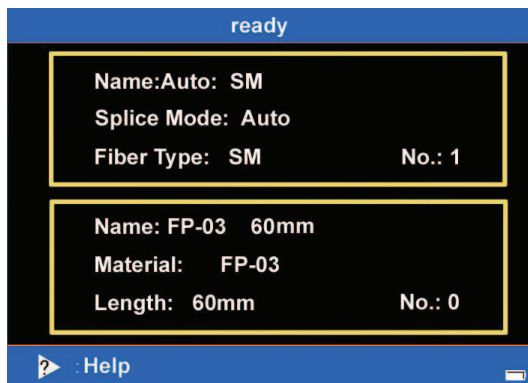 ready
Name:Auto: SM
Splice Mode: Auto
Fiber Type: SM No.: 1
Name: FP-03 60mm
Material: FP-03
Length: 60mm No.: 0
? : Help